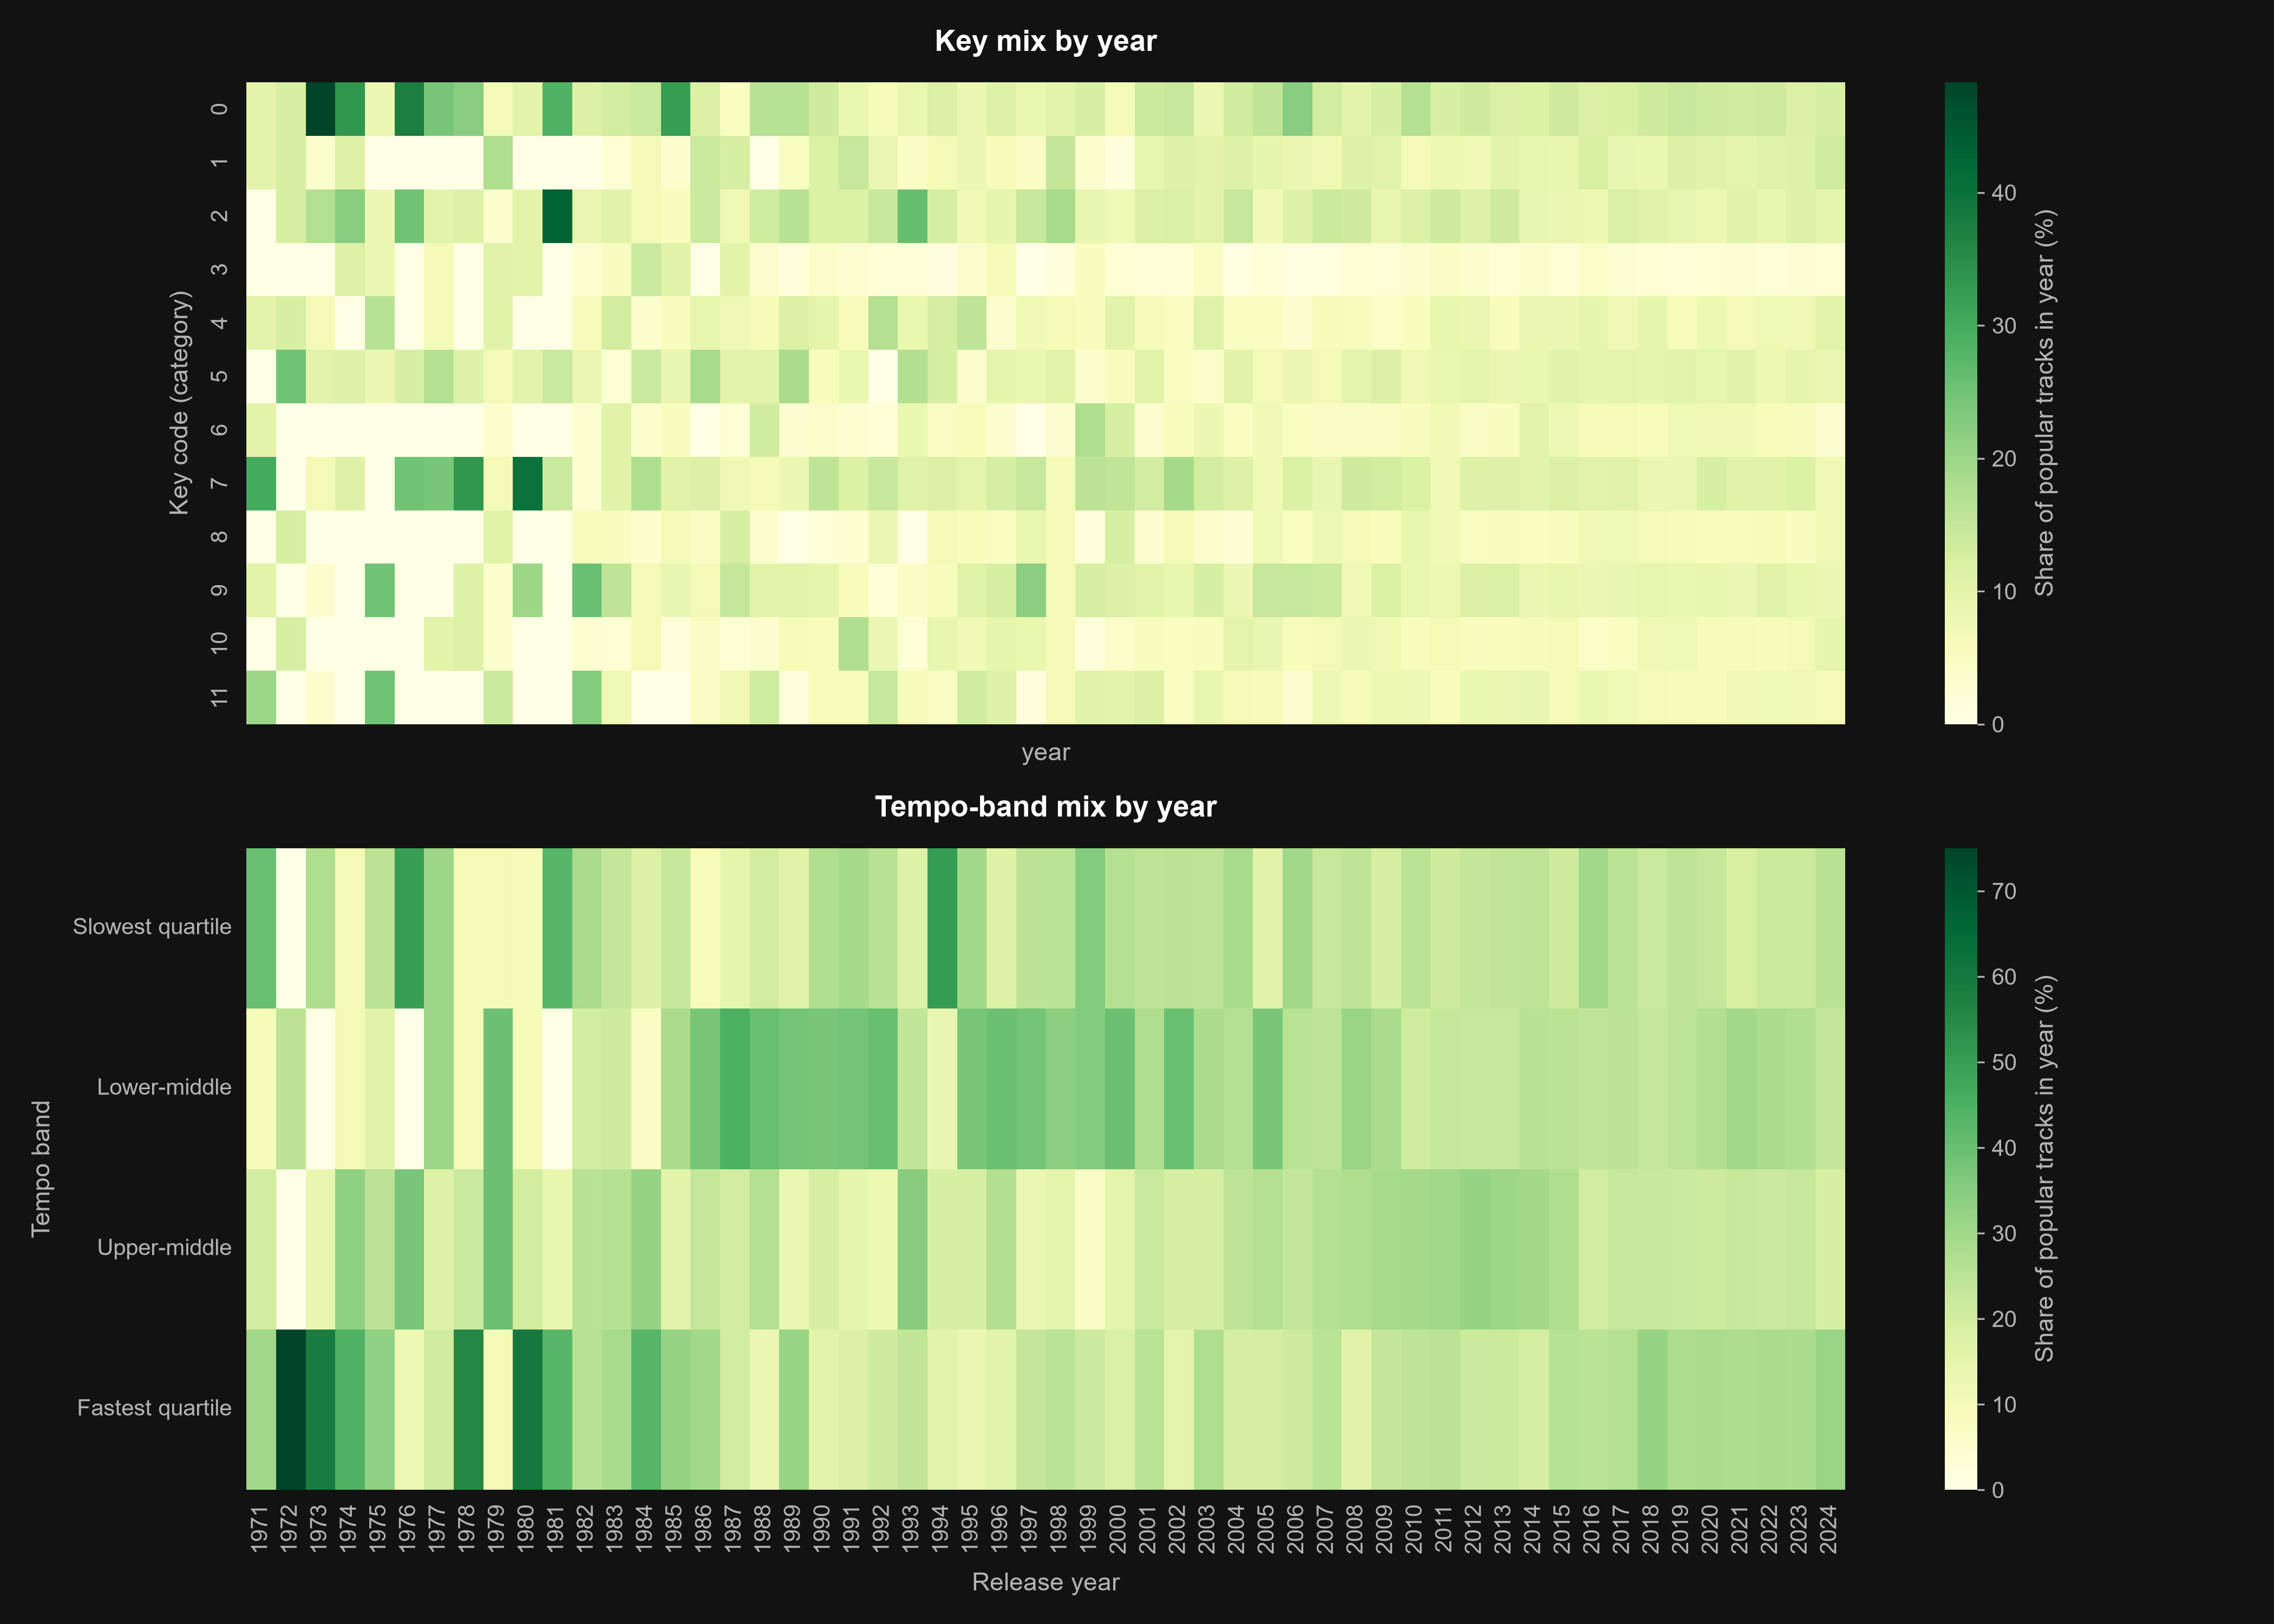 Key mix by year
Key code (category)
0
1
2
3
4
5
6
7
8
9
10
11
year
40
30
20
10
0
Share of popular tracks in year (%)
Tempo-band mix by year
Tempo band
Slowest quartile
Lower-middle
Upper-middle
Fastest quartile
1971 1972 1973 1974 1975 1976 1977 1978 1979 1980 1981 1982 1983 1984 1985 1986 1987 1988 1989 1990 1991 1992 1993 1994 1995 1996 1997 1998 1999 2000 2001 2002 2003 2004 2005 2006 2007 2008 2009 2010 2011 2012 2013 2014 2015 2016 2017 2018 2019 2020 2021 2022 2023 2024
Release year
70
60
50
40
30
20
10
0
Share of popular tracks in year (%)